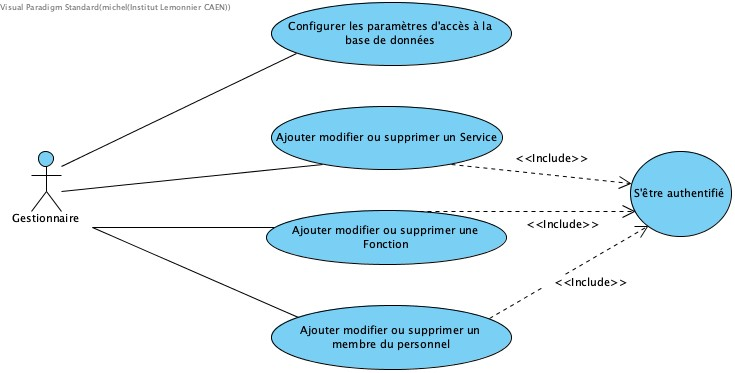 Visual Paradigm Standard(michel(Institut Lemonnier CAEN))
Configurer les paramètres d'accès à la
base de données
Ajouter modifier ou supprimer un Service
<<Include>>
S'être authentifié
Gestionnaire
Ajouter modifier ou supprimer une
Fonction
<<Include>>
<<Include>>
Ajouter modifier ou supprimer un
membre du personnel